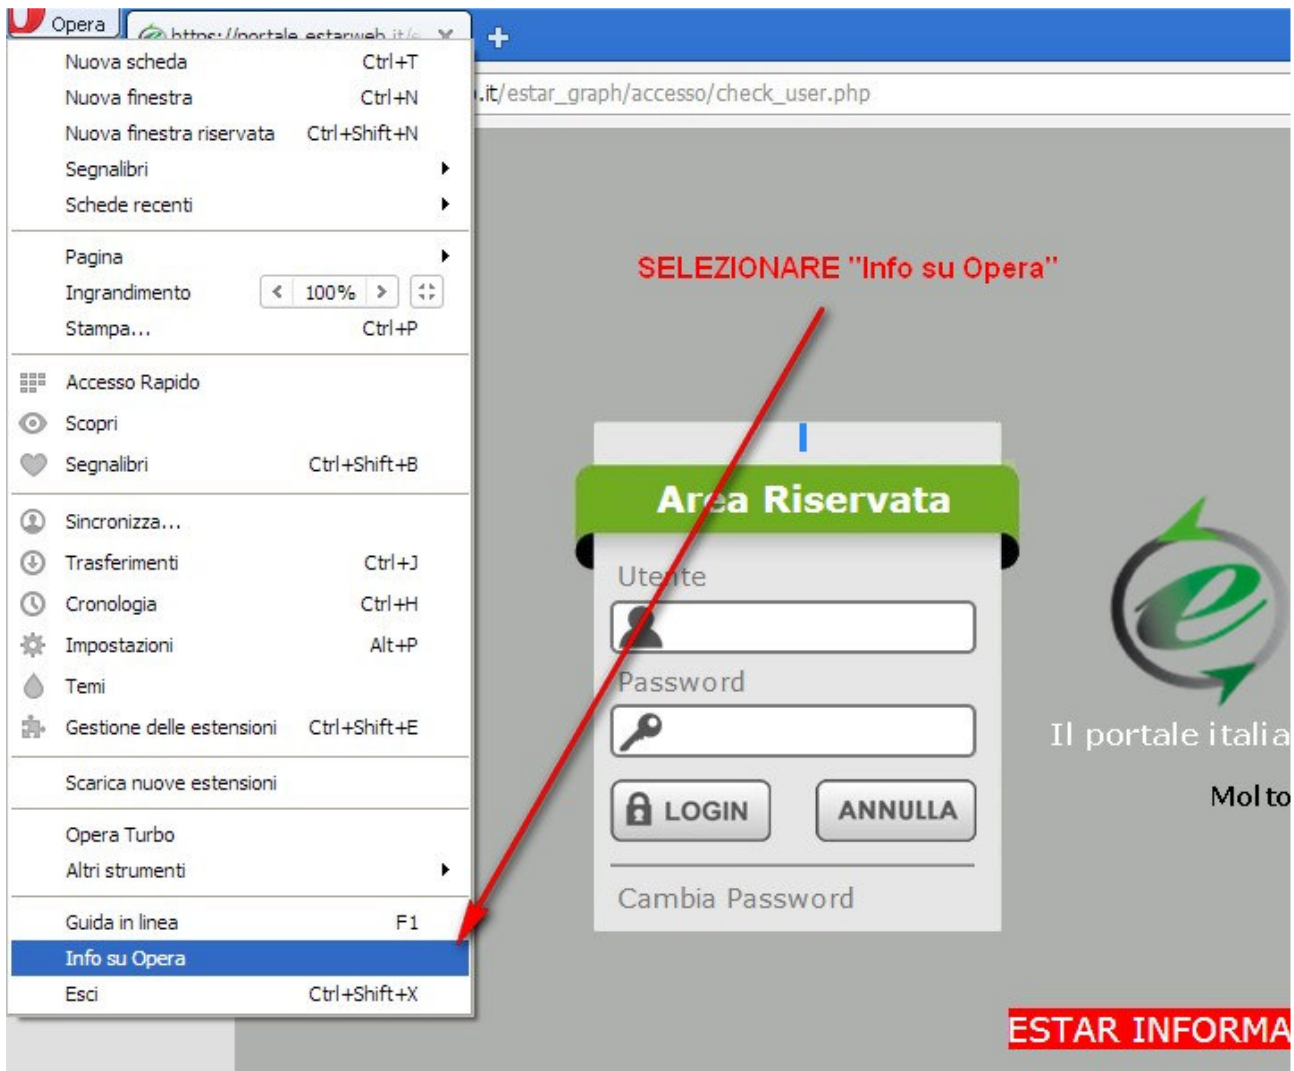 Opera
https://portale.estarweb.it/e
Nuova scheda Ctrl+T
Nuova finestra Ctrl+N
.it/estar_graph/accesso/check_user.php
Nuova finestra riservata Ctrl+Shift+N
Segnalibri
Schede recenti
Pagina
SELEZIONARE "Info su Opera"
Ingrandimento < 100% >
Stampa... Ctrl+P
Accesso Rapido
Scopri
Segnalibri Ctrl+Shift+B
Sincronizza...
Trasferimenti Ctrl+J
Cronologia Ctrl+H
Impostazioni Alt+P
Temi
Gestione delle estensioni Ctrl+Shift+E
Scarica nuove estensioni
Opera Turbo
Altri strumenti
Guida in linea F1
Info su Opera
Esci Ctrl+Shift+X
Area Riservata
Utente
Password
LOGIN ANNULLA
Cambia Password
e
Il portale italia
Molto
ESTAR INFORMA